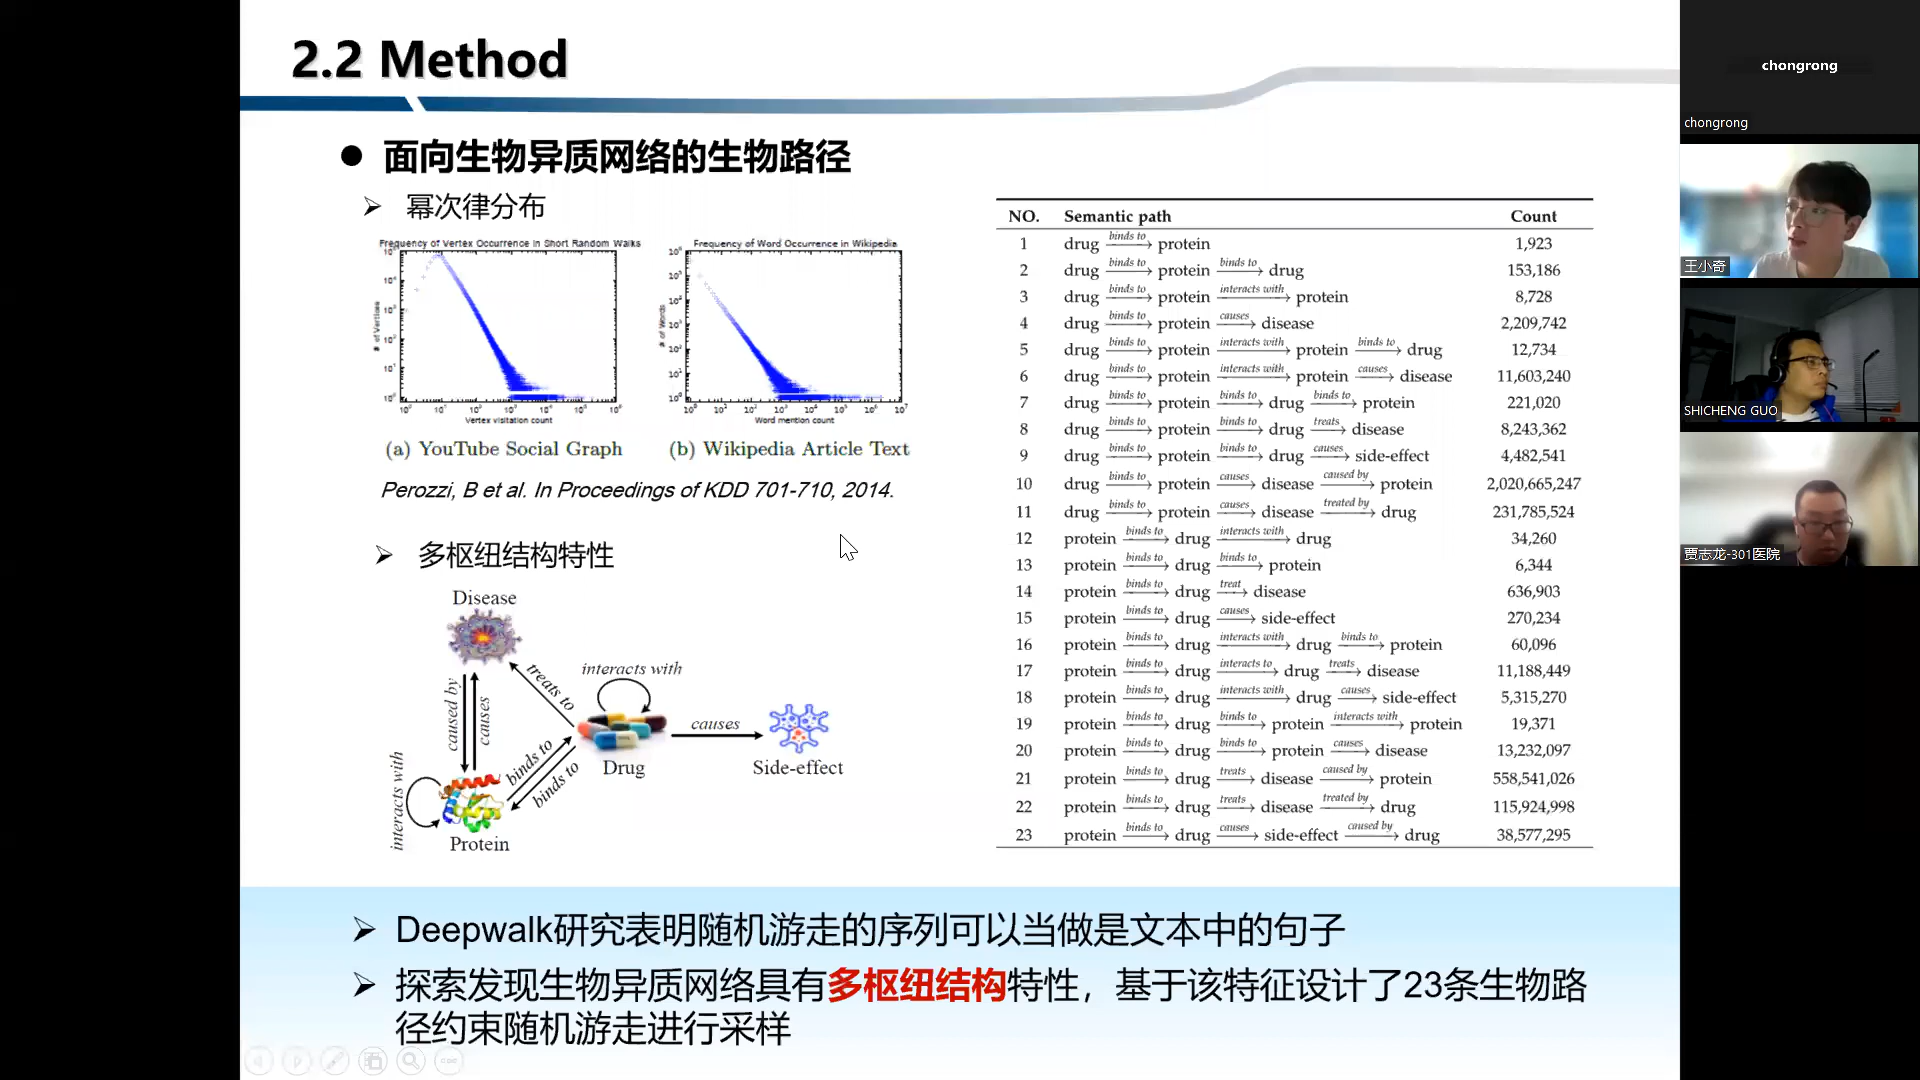 2.2 Method
● 面向生物异质网络的生物路径
➢ 幂次律分布
Frequency of Vertex Occurrence in Short Random Walks
# of Vertices
Vertex visitation count
Frequency of Word Occurrence in Wikipedia
# of Words
Word mention count
(a) YouTube Social Graph
(b) Wikipedia Article Text
Perozzi, B et al. In Proceedings of KDD 701-710, 2014.
➢ 多枢纽结构特性
Disease
interacts with
treats to
caused by
causes
causes
binds to
binds to
Drug
Side-effect
interacts with
Protein
NO. Semantic path Count
1 drug binds to protein 1,923
2 drug binds to protein binds to drug 153,186
3 drug binds to protein interacts with protein 8,728
4 drug binds to protein causes disease 2,209,742
5 drug binds to protein interacts with protein binds to drug 12,734
6 drug binds to protein interacts with protein causes disease 11,603,240
7 drug binds to protein binds to drug binds to protein 221,020
8 drug binds to protein binds to drug treats disease 8,243,362
9 drug binds to protein binds to drug causes side-effect 4,482,541
10 drug binds to protein causes disease caused by protein 2,020,665,247
11 drug binds to protein causes disease treated by drug 231,785,524
12 protein binds to drug interacts with drug 34,260
13 protein binds to drug binds to protein 6,344
14 protein binds to drug treat disease 636,903
15 protein binds to drug causes side-effect 270,234
16 protein binds to drug interacts with drug binds to protein 60,096
17 protein binds to drug interacts to drug treats disease 11,188,449
18 protein binds to drug interacts with drug causes side-effect 5,315,270
19 protein binds to drug binds to protein interacts with protein 19,371
20 protein binds to drug binds to protein causes disease 13,232,097
21 protein binds to drug treats disease caused by protein 558,541,026
22 protein binds to drug treats disease treated by drug 115,924,998
23 protein binds to drug causes side-effect caused by drug 38,577,295
➢ Deepwalk研究表明随机游走的序列可以当做是文本中的句子
➢ 探索发现生物异质网络具有多枢纽结构特性，基于该特征设计了23条生物路
径约束随机游走进行采样
chongrong
chongrong
王小奇
SHICHENG GUO
贾志龙-301医院